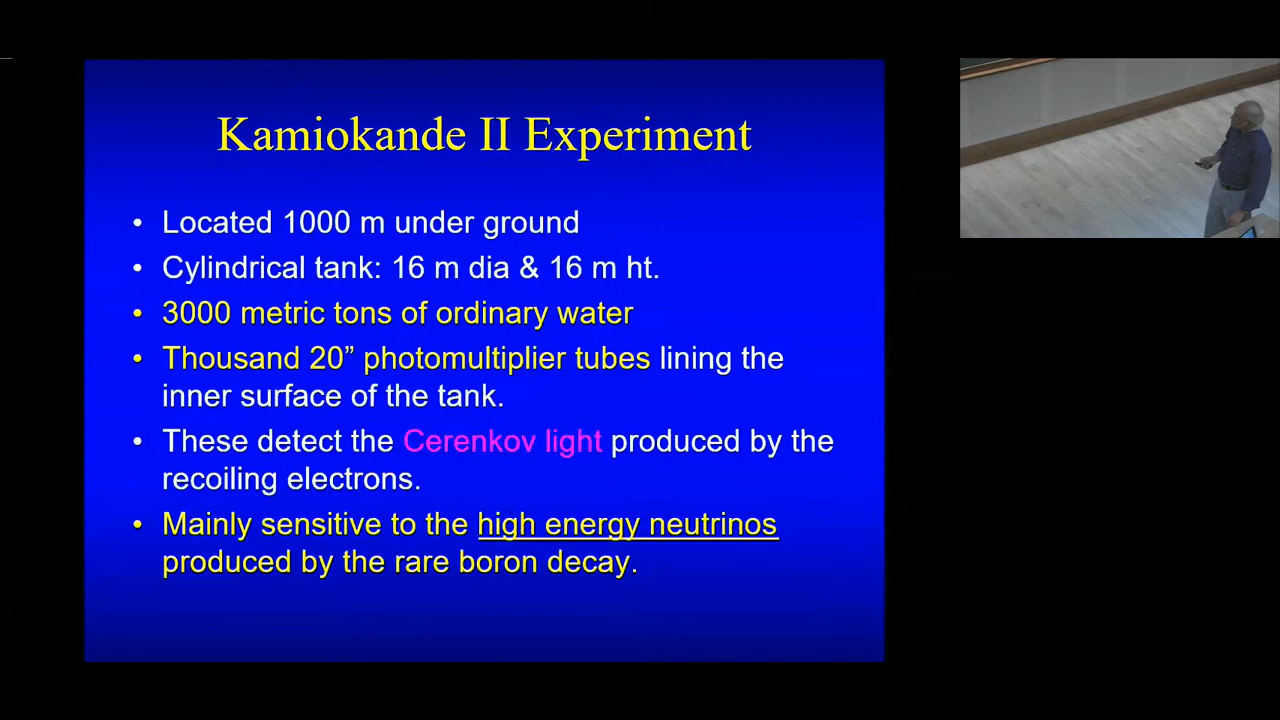 Kamiokande II Experiment
• Located 1000 m under ground
• Cylindrical tank: 16 m dia & 16 m ht.
• 3000 metric tons of ordinary water
• Thousand 20” photomultiplier tubes lining the
inner surface of the tank.
• These detect the Cerenkov light produced by the
recoiling electrons.
• Mainly sensitive to the high energy neutrinos
produced by the rare boron decay.